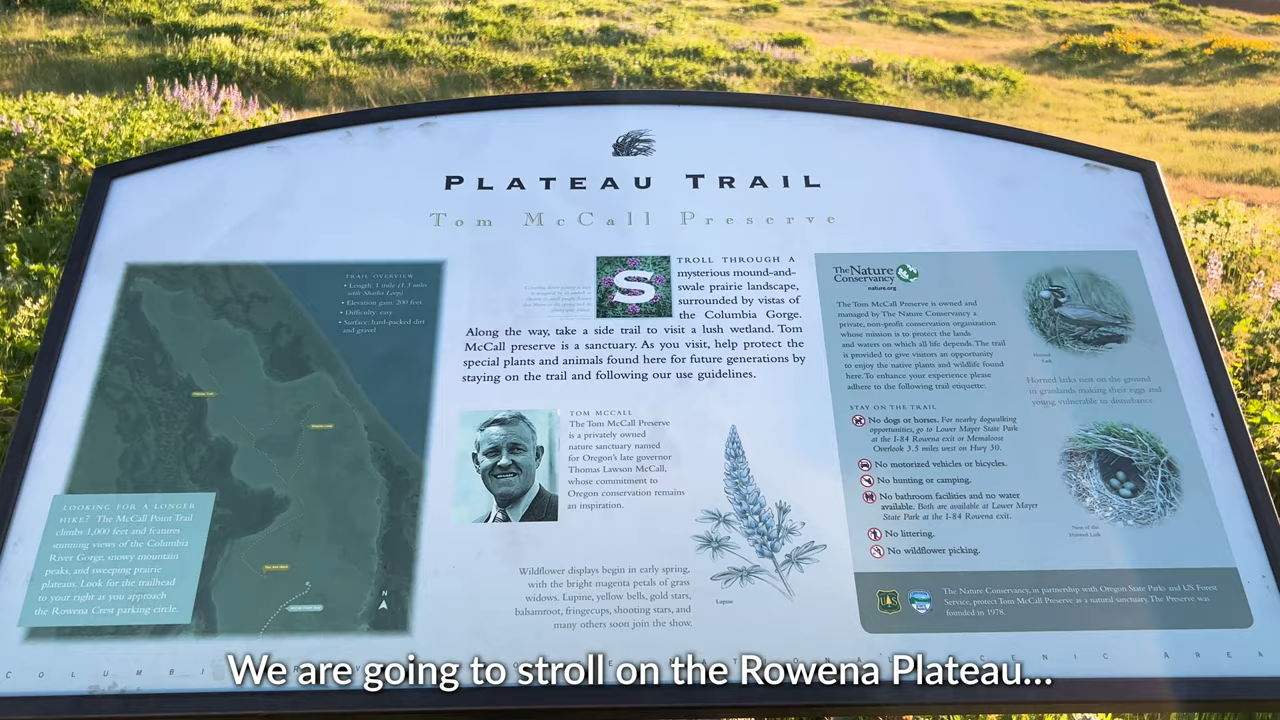 PLATEAU TRAIL
Tom McCall Preserve
TRAIL OVERVIEW
• Length: 1 mile (1.3 miles
with Shotke Loop)
• Elevation gain: 200 feet
• Difficulty: easy
• Surface: hard-packed dirt
and gravel
N
LOOKING FOR A LONGER
HIKE? The McCall Point Trail
climbs 1,000 feet and features
stunning views of the Columbia
River Gorge, snowy mountain
peaks, and sweeping prairie
plateaus. Look for the trailhead
to your right as you approach
the Rowena Crest parking circle.
STROLL THROUGH A
mysterious mound-and-
swale prairie landscape,
surrounded by vistas of
the Columbia Gorge.
Along the way, take a side trail to visit a lush wetland. Tom
McCall preserve is a sanctuary. As you visit, help protect the
special plants and animals found here for future generations by
staying on the trail and following our use guidelines.
TOM MCCALL
The Tom McCall Preserve
is a privately owned
nature sanctuary named
for Oregon's late governor
Thomas Lawson McCall,
whose commitment to
Oregon conservation remains
an inspiration.
Wildflower displays begin in early spring,
with the bright magenta petals of grass
widows. Lupine, yellow bells, gold stars,
balsamroot, fringecups, shooting stars, and
many others soon join the show.
Lupine
The Nature
Conservancy
nature.org
The Tom McCall Preserve is owned and
managed by The Nature Conservancy a
private, non-profit conservation organization
whose mission is to protect the lands
and waters on which all life depends. The trail
is provided to give visitors an opportunity
to enjoy the native plants and wildlife found
here. To enhance your experience please
adhere to the following trail etiquette:
STAY ON THE TRAIL
No dogs or horses. For nearby dogwalking
opportunities, go to Lower Mayer State Park
at the I-84 Rowena exit or Memaloose
Overlook 3.5 miles west on Hwy 30.
No motorized vehicles or bicycles.
No hunting or camping.
No bathroom facilities and no water
available. Both are available at Lower Mayer
State Park at the I-84 Rowena exit.
No littering.
No wildflower picking.
Horned
Lark
Horned larks nest on the ground
in grasslands making their eggs and
young vulnerable to disturbance.
Nest of the
Horned Lark
The Nature Conservancy, in partnership with Oregon State Parks and US Forest
Service, protect Tom McCall Preserve as a natural sanctuary. The Preserve was
founded in 1978.
We are going to stroll on the Rowena Plateau...